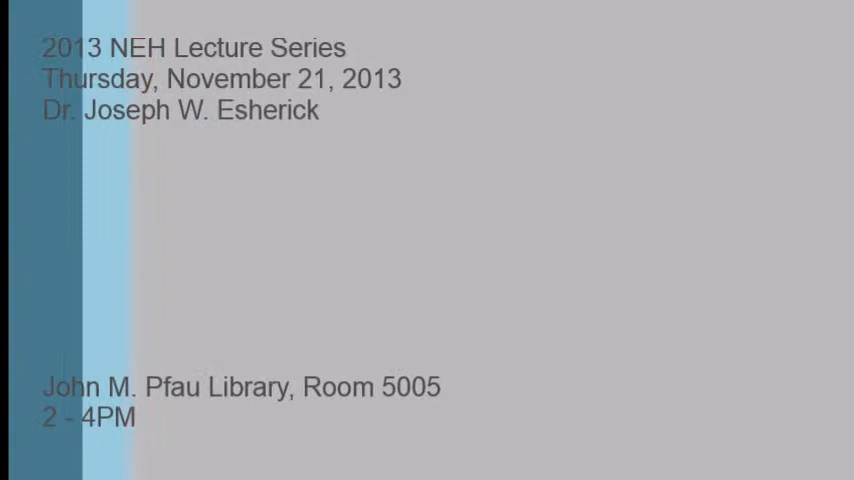 2013 NEH Lecture Series
Thursday, November 21, 2013
Dr. Joseph W. Esherick
John M. Pfau Library, Room 5005
2 - 4PM